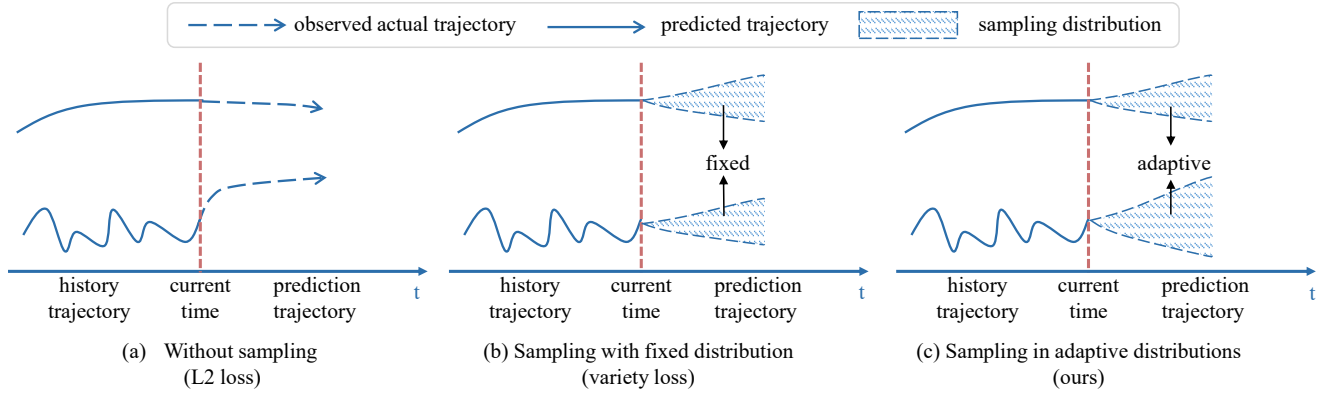 observed actual trajectory predicted trajectory sampling distribution
fixed
adaptive
history trajectory
current time
prediction trajectory
t
history trajectory
current time
prediction trajectory
t
history trajectory
current time
prediction trajectory
t
(a) Without sampling
(L2 loss)
(b) Sampling with fixed distribution
(variety loss)
(c) Sampling in adaptive distributions
(ours)